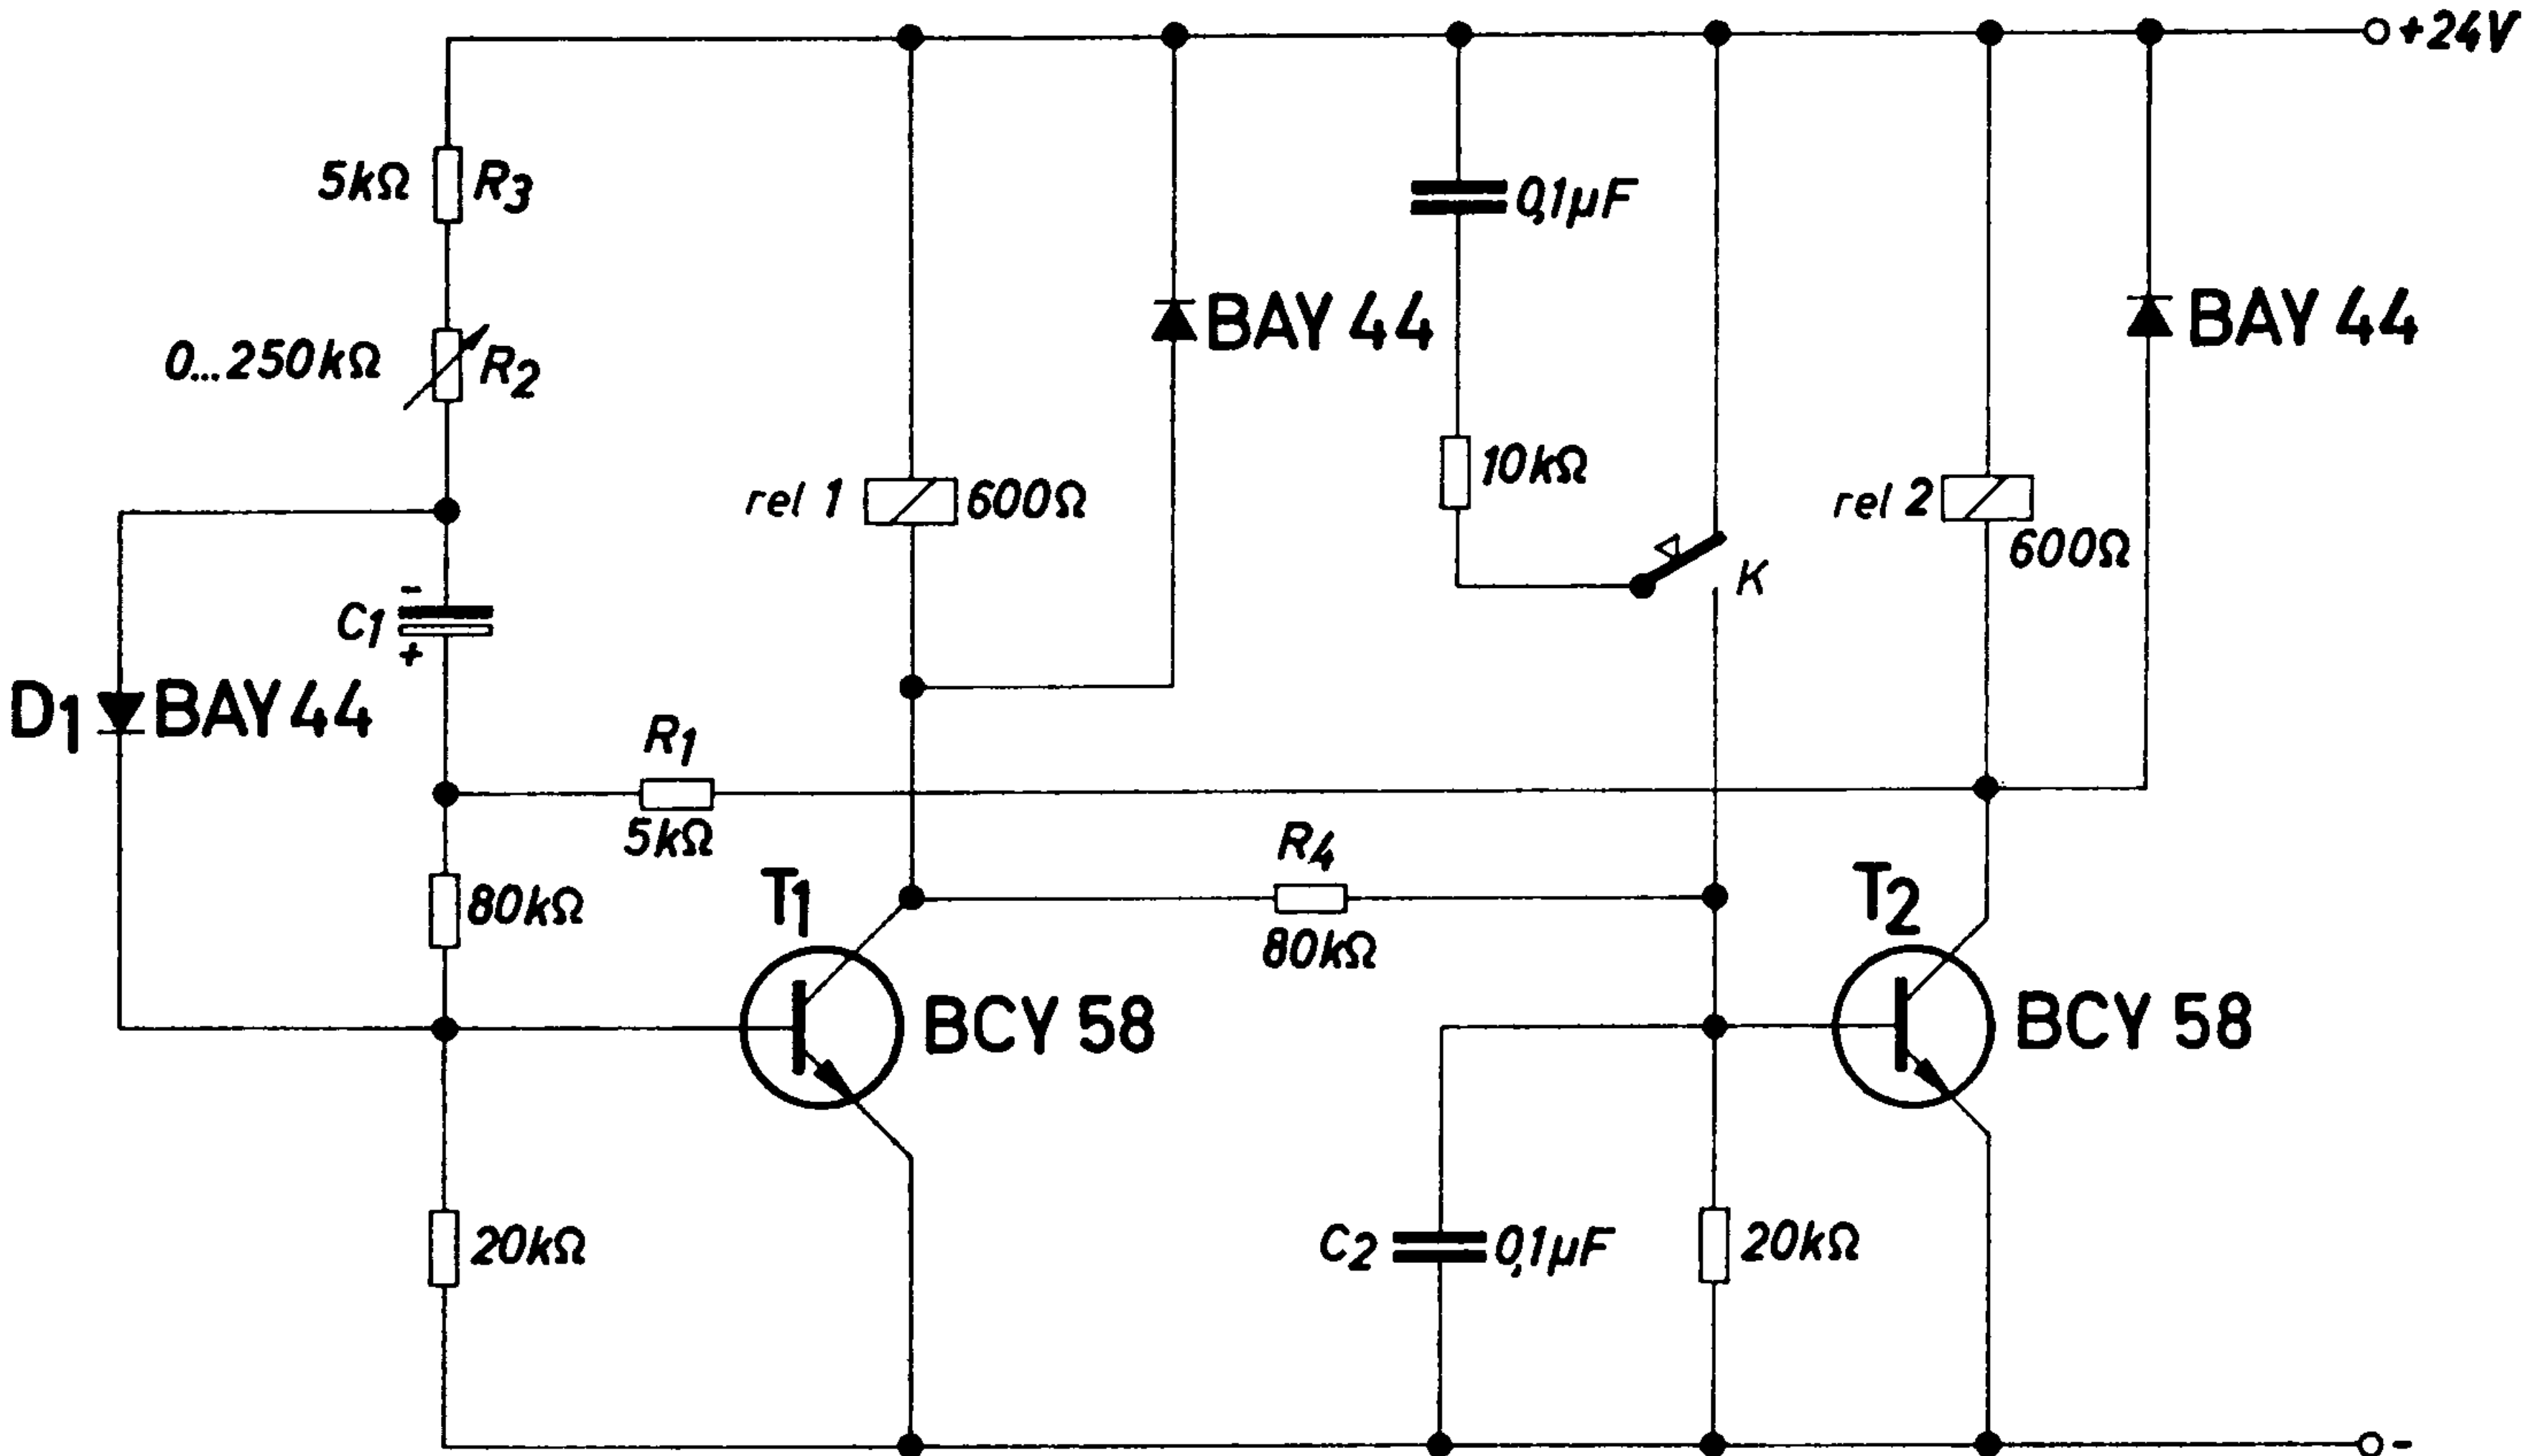 +24V
5kΩ R3
0,1µF
0...250kΩ R2
BAY 44
BAY 44
10kΩ
rel 1 600Ω
rel 2
600Ω
K
-
C1
+
D1 BAY 44
R1
5kΩ
R4
80kΩ
T1
80kΩ
T2
BCY 58
BCY 58
20kΩ
C2 0,1µF
20kΩ
-